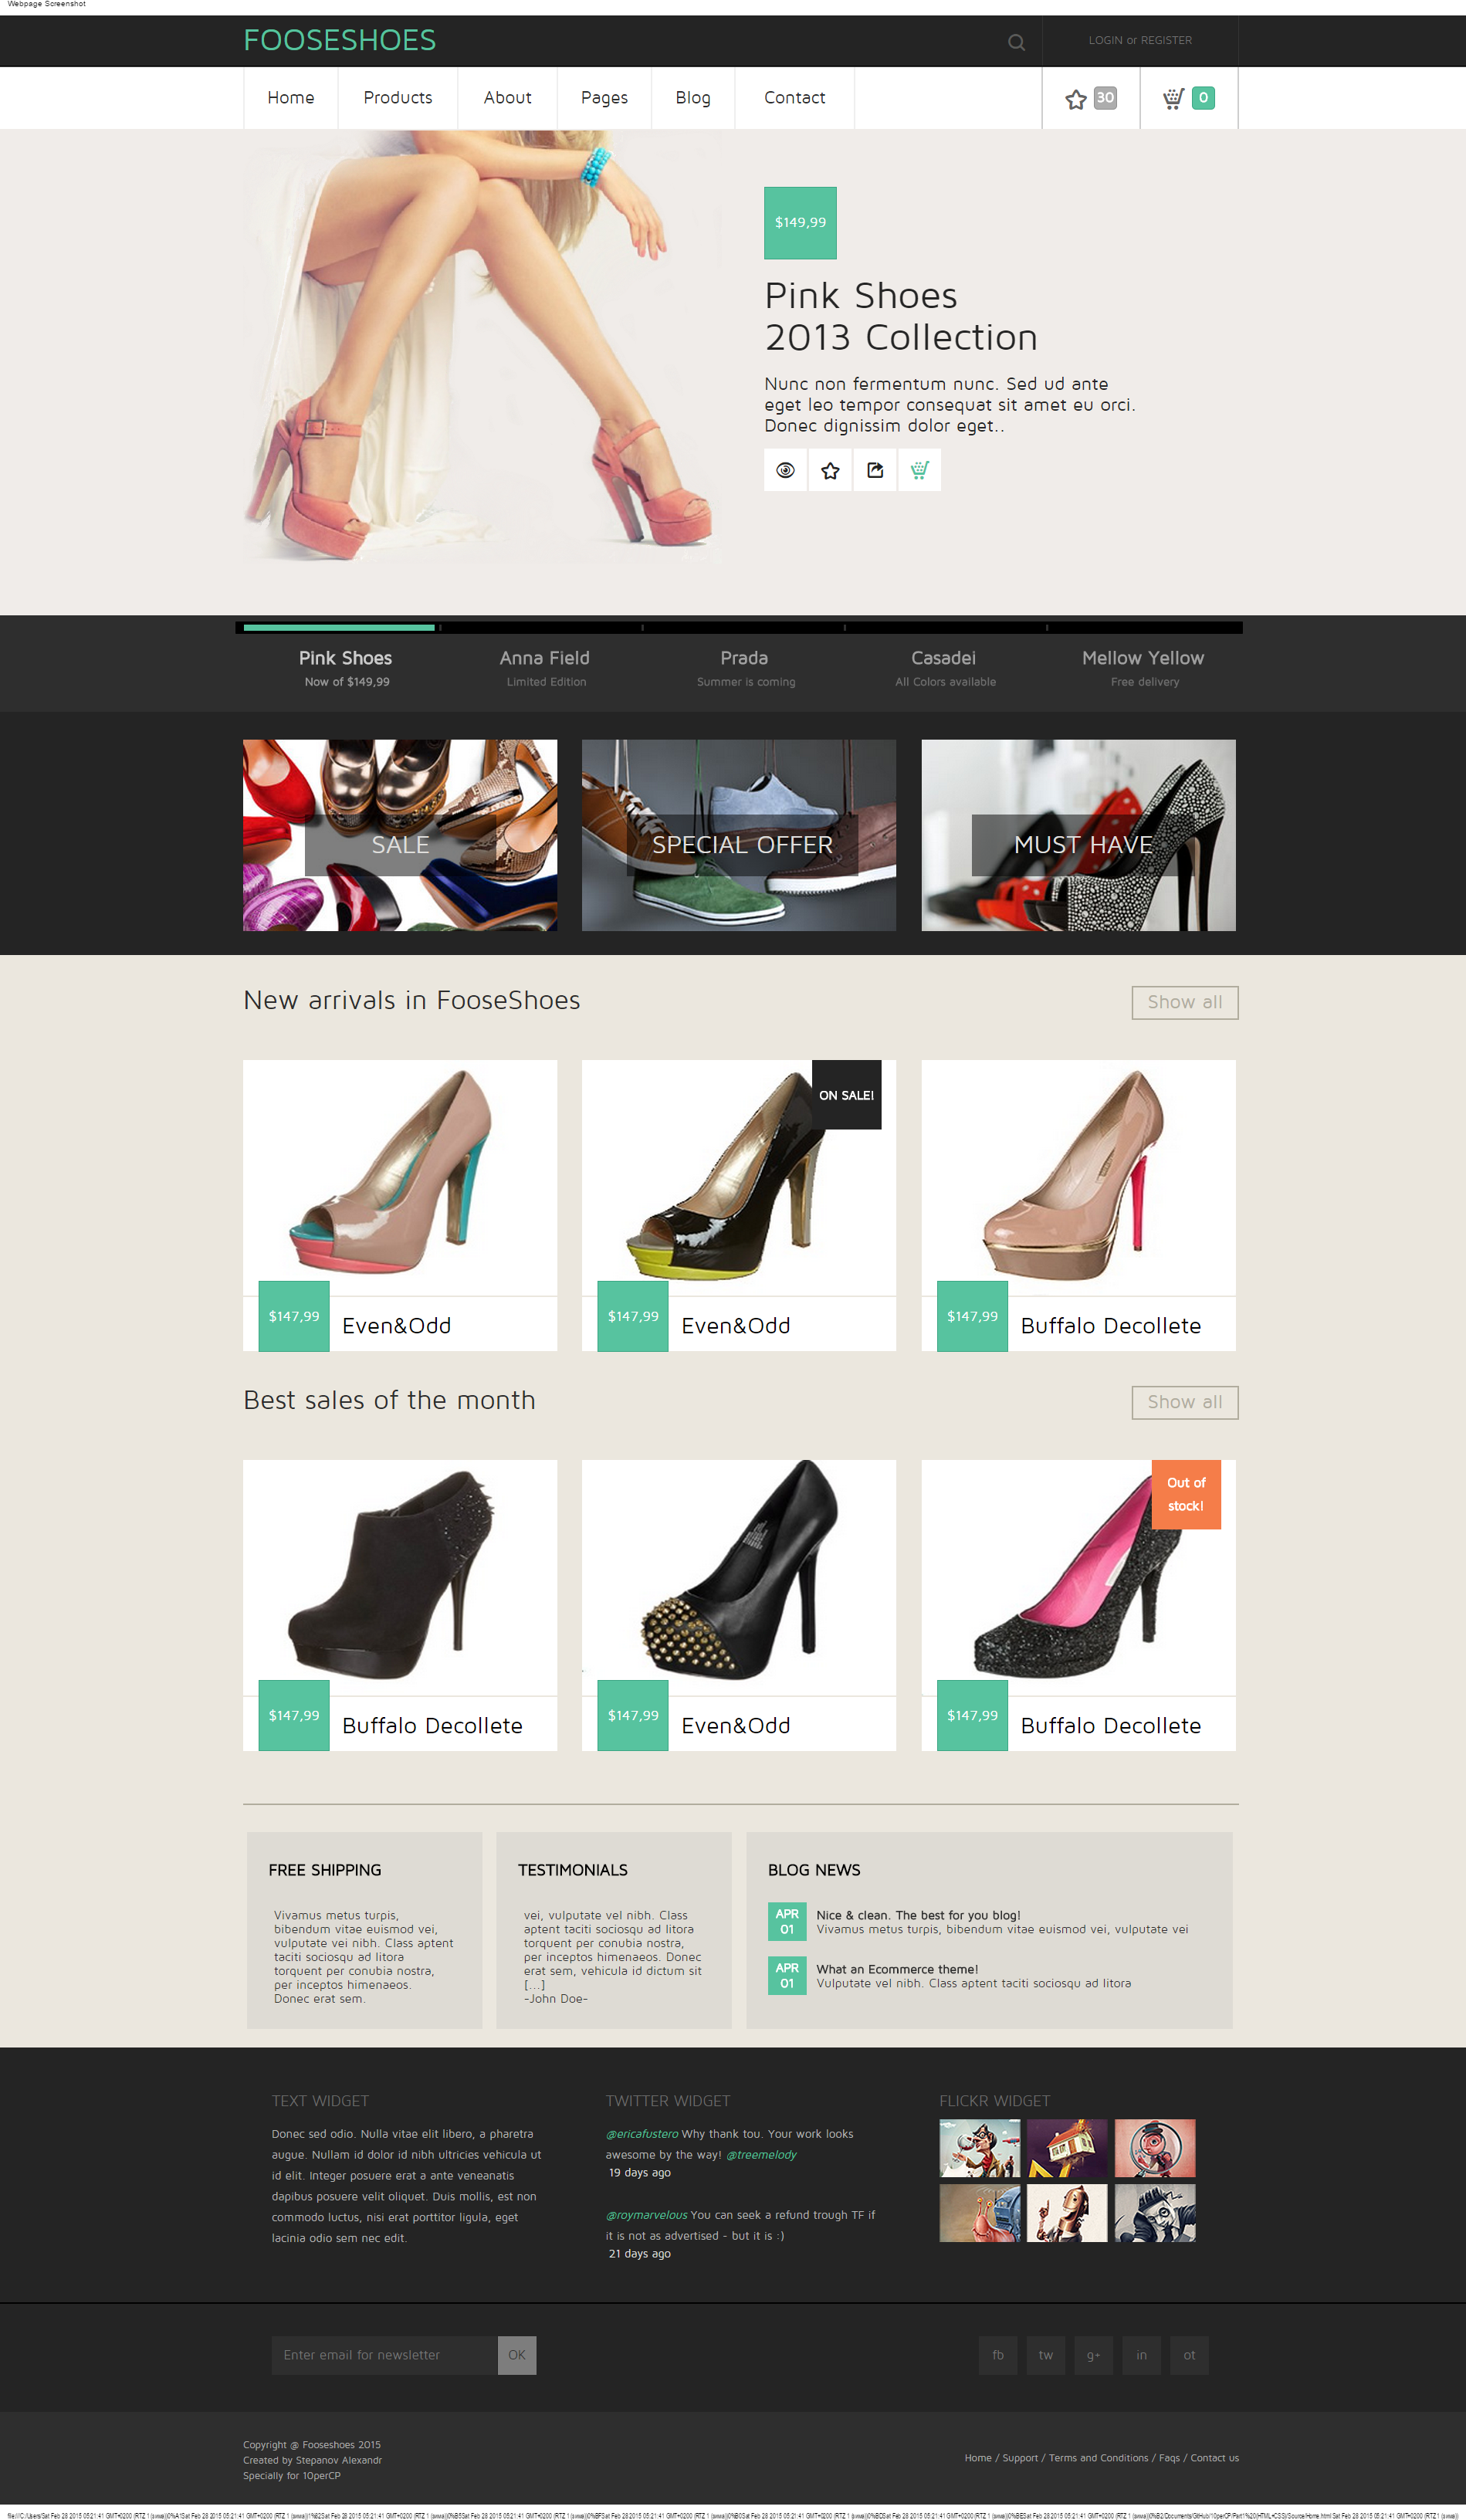 Webpage Screenshot
FOOSESHOES
LOGIN or REGISTER
Home Products About Pages Blog Contact 30 0
$149,99
Pink Shoes
2013 Collection
Nunc non fermentum nunc. Sed ud ante
eget leo tempor consequat sit amet eu orci.
Donec dignissim dolor eget..
Pink Shoes Anna Field Prada Casadei Mellow Yellow
Now of $149,99 Limited Edition Summer is coming All Colors available Free delivery
SALE SPECIAL OFFER MUST HAVE
New arrivals in FooseShoes Show all
ON SALE!
$147,99 Even&Odd $147,99 Even&Odd $147,99 Buffalo Decollete
Best sales of the month Show all
Out of
stock!
$147,99 Buffalo Decollete $147,99 Even&Odd $147,99 Buffalo Decollete
FREE SHIPPING
Vivamus metus turpis,
bibendum vitae euismod vei,
vulputate vei nibh. Class aptent
taciti sociosqu ad litora
torquent per conubia nostra,
per inceptos himenaeos.
Donec erat sem.
TESTIMONIALS
vei, vulputate vel nibh. Class
aptent taciti sociosqu ad litora
torquent per conubia nostra,
per inceptos himenaeos. Donec
erat sem, vehicula id dictum sit
[...]
-John Doe-
BLOG NEWS
APR
01
Nice & clean. The best for you blog!
Vivamus metus turpis, bibendum vitae euismod vei, vulputate vei
APR
01
What an Ecommerce theme!
Vulputate vel nibh. Class aptent taciti sociosqu ad litora
TEXT WIDGET
Donec sed odio. Nulla vitae elit libero, a pharetra
augue. Nullam id dolor id nibh ultricies vehicula ut
id elit. Integer posuere erat a ante veneanatis
dapibus posuere velit oliquet. Duis mollis, est non
commodo luctus, nisi erat porttitor ligula, eget
lacinia odio sem nec edit.
TWITTER WIDGET
@ericafustero Why thank tou. Your work looks
awesome by the way! @treemelody
19 days ago
@roymarvelous You can seek a refund trough TF if
it is not as advertised - but it is :)
21 days ago
FLICKR WIDGET
Enter email for newsletter OK
fb tw g+ in ot
Copyright @ Fooseshoes 2015
Created by Stepanov Alexandr
Specially for 10perCP
Home / Support / Terms and Conditions / Faqs / Contact us